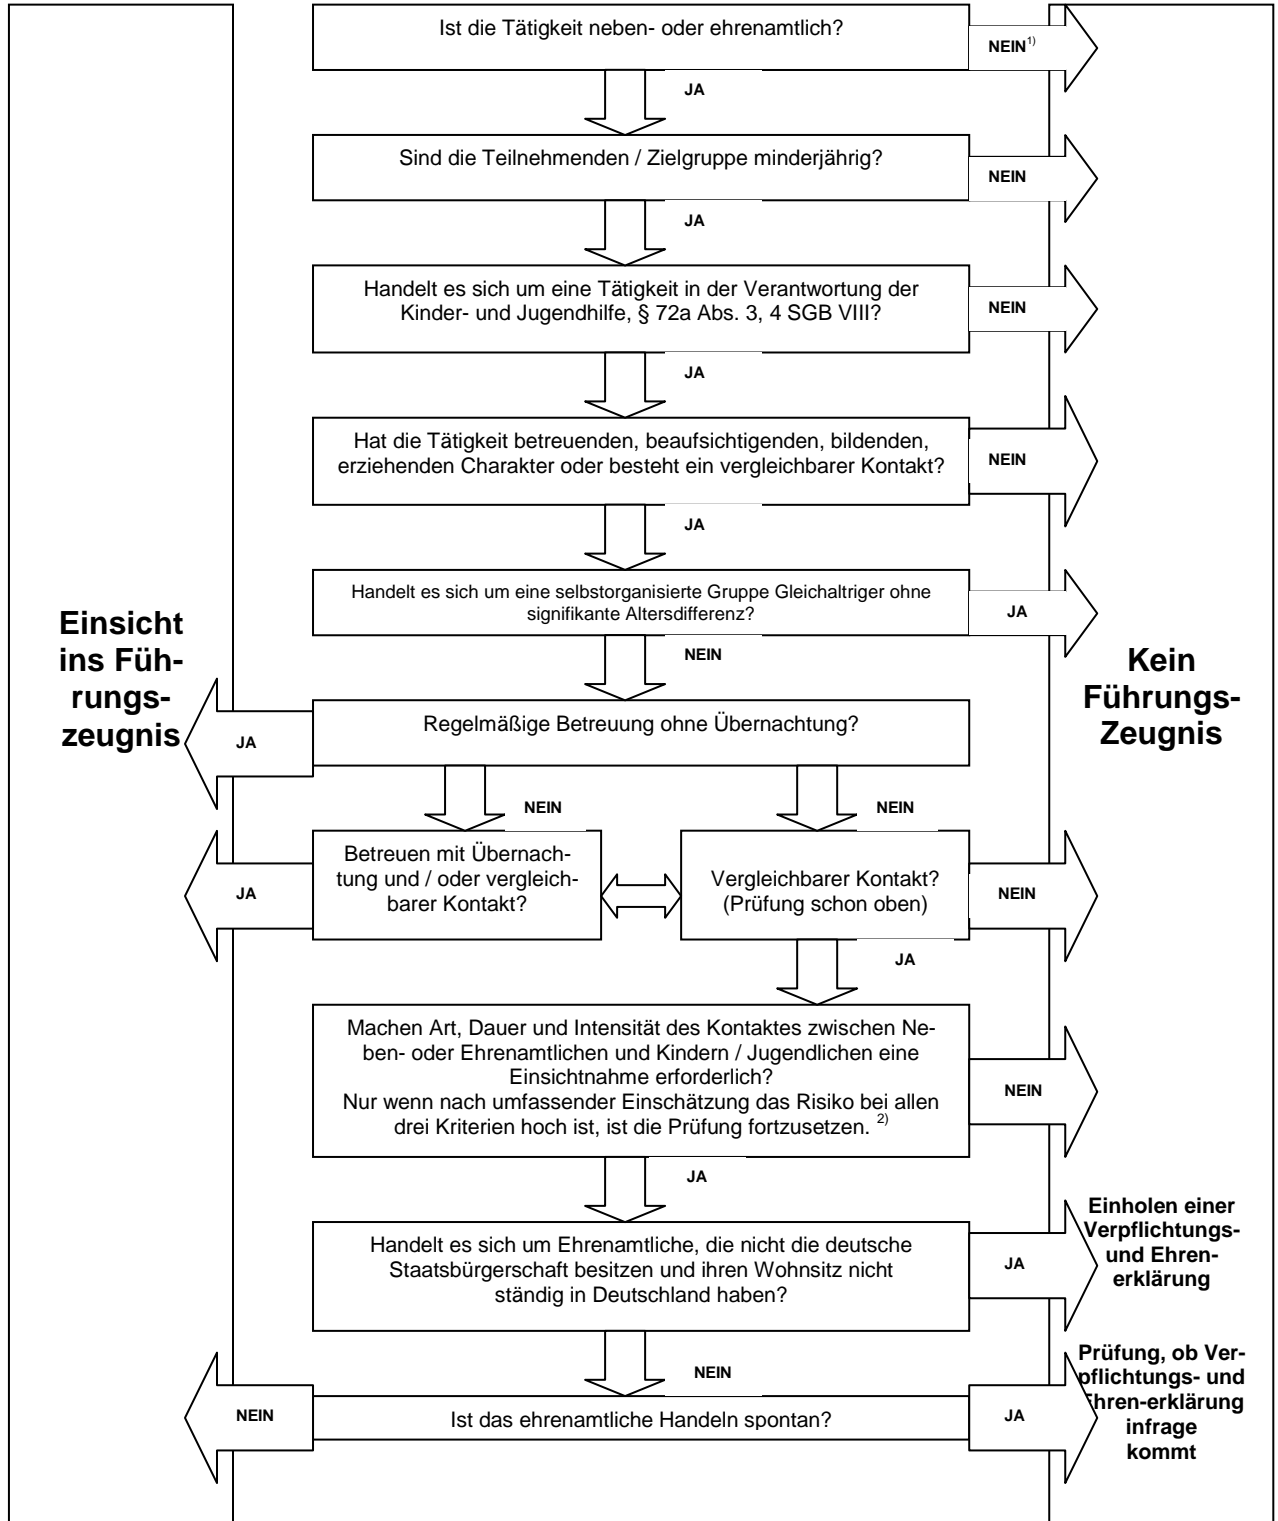 Ist die Tätigkeit neben- oder ehrenamtlich?
NEIN¹⁾
JA
Sind die Teilnehmenden / Zielgruppe minderjährig?
NEIN
JA
Handelt es sich um eine Tätigkeit in der Verantwortung der
Kinder- und Jugendhilfe, § 72a Abs. 3, 4 SGB VIII?
NEIN
JA
Hat die Tätigkeit betreuenden, beaufsichtigenden, bildenden,
erziehenden Charakter oder besteht ein vergleichbarer Kontakt?
NEIN
JA
Handelt es sich um eine selbstorganisierte Gruppe Gleichaltriger ohne
signifikante Altersdifferenz?
JA
NEIN
Einsicht
ins Füh-
rungs-
zeugnis
Kein
Führungs-
Zeugnis
Regelmäßige Betreuung ohne Übernachtung?
JA
NEIN
NEIN
Betreuen mit Übernach-
tung und / oder vergleich-
barer Kontakt?
JA
Vergleichbarer Kontakt?
(Prüfung schon oben)
NEIN
JA
Machen Art, Dauer und Intensität des Kontaktes zwischen Ne-
ben- oder Ehrenamtlichen und Kindern / Jugendlichen eine
Einsichtnahme erforderlich?
Nur wenn nach umfassender Einschätzung das Risiko bei allen
drei Kriterien hoch ist, ist die Prüfung fortzusetzen. ²⁾
NEIN
JA
Handelt es sich um Ehrenamtliche, die nicht die deutsche
Staatsbürgerschaft besitzen und ihren Wohnsitz nicht
ständig in Deutschland haben?
JA
Einholen einer
Verpflichtungs-
und Ehren-
erklärung
NEIN
Ist das ehrenamtliche Handeln spontan?
NEIN
JA
Prüfung, ob Ver-
pflichtungs- und
Ehren-erklärung
infrage
kommt